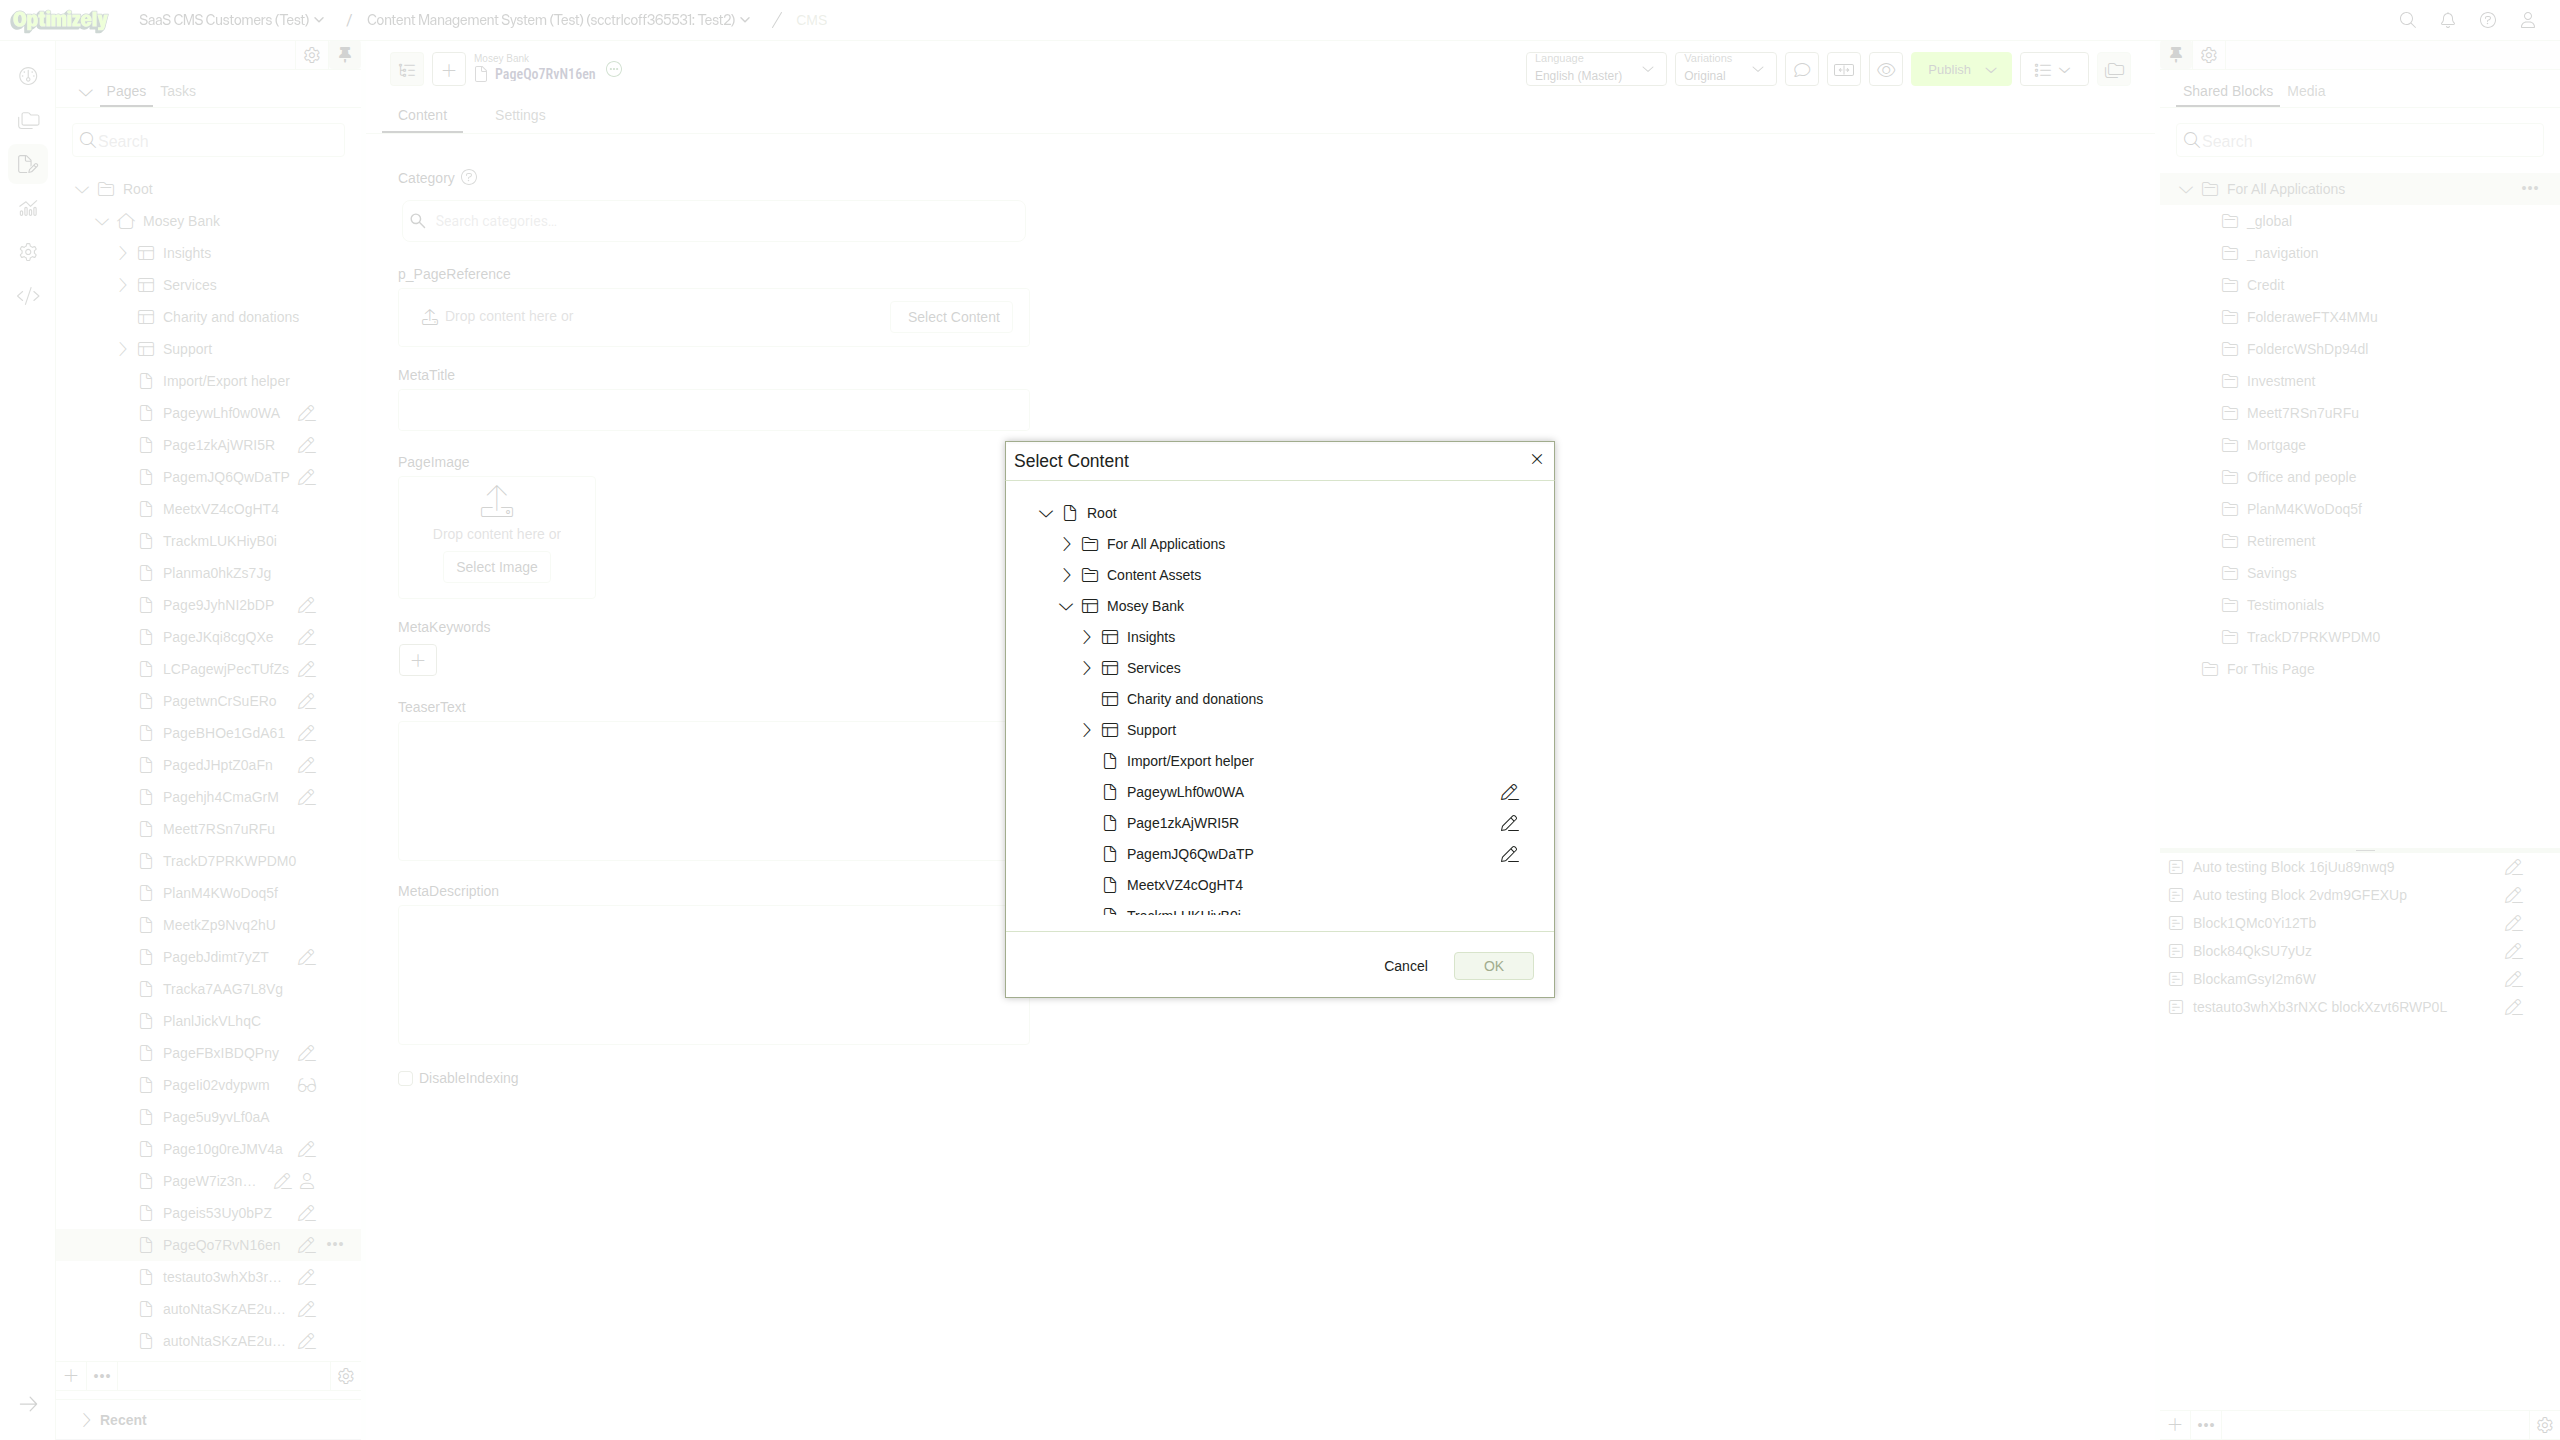 Optimizely
SaaS CMS Customers (Test)
/
Content Management System (Test) (scctrlcoff365531: Test2)
/
CMS
Pages
Tasks
Search
Root
Mosey Bank
Insights
Services
Charity and donations
Support
Import/Export helper
PageywLhf0w0WA
Page1zkAjWRI5R
PagemJQ6QwDaTP
MeetxVZ4cOgHT4
TrackmLUKHiyB0i
Planma0hkZs7Jg
Page9JyhNI2bDP
PageJKqi8cgQXe
LCPagewjPecTUfZs
PagetwnCrSuERo
PageBHOe1GdA61
PagedJHptZ0aFn
Pagehjh4CmaGrM
Meett7RSn7uRFu
TrackD7PRKWPDM0
PlanM4KWoDoq5f
MeetkZp9Nvq2hU
PagebJdimt7yZT
Tracka7AAG7L8Vg
PlanlJickVLhqC
PageFBxIBDQPny
PageIi02vdypwm
Page5u9yvLf0aA
Page10g0reJMV4a
PageW7iz3n...
Pageis53Uy0bPZ
PageQo7RvN16en
testauto3whXb3r...
autoNtaSKzAE2u...
autoNtaSKzAE2u...
Recent
Mosey Bank
PageQo7RvN16en
Language
English (Master)
Variations
Original
Publish
Content
Settings
Category
Search categories...
p_PageReference
Drop content here or
Select Content
MetaTitle
PageImage
Drop content here or
Select Image
MetaKeywords
TeaserText
MetaDescription
DisableIndexing
Select Content
Root
For All Applications
Content Assets
Mosey Bank
Insights
Services
Charity and donations
Support
Import/Export helper
PageywLhf0w0WA
Page1zkAjWRI5R
PagemJQ6QwDaTP
MeetxVZ4cOgHT4
TrackmLUKHiyB0i
Cancel
OK
Shared Blocks
Media
Search
For All Applications
_global
_navigation
Credit
FolderaweFTX4MMu
FoldercWShDp94dl
Investment
Meett7RSn7uRFu
Mortgage
Office and people
PlanM4KWoDoq5f
Retirement
Savings
Testimonials
TrackD7PRKWPDM0
For This Page
Auto testing Block 16jUu89nwq9
Auto testing Block 2vdm9GFEXUp
Block1QMc0Yi12Tb
Block84QkSU7yUz
BlockamGsyI2m6W
testauto3whXb3rNXC blockXzvt6RWP0L